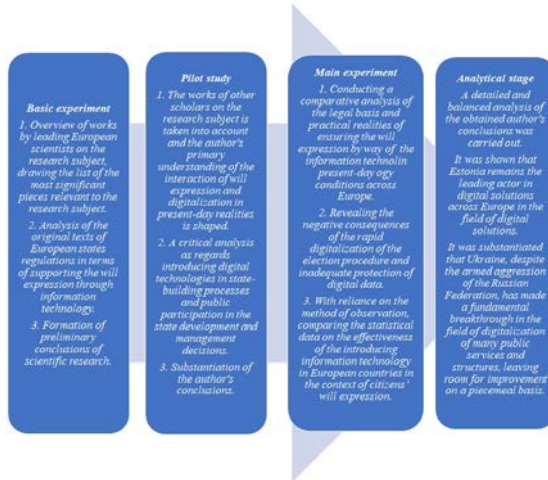 Basic experiment
1. Overview of works
by leading European
scientists on the
research subject,
drawing the list of the
most significant
pieces relevant to the
research subject.
2. Analysis of the
original texts of
European states
regulations in terms
of supporting the will
expression through
information
technology.
3. Formation of
preliminary
conclusions of
scientific research.
Pilot study
1. The works of other
scholars on the
research subject is
taken into account and
the author's
primary
understanding of the
interaction of will
expression and
digitalization in
present-day realities
is shaped.
2. A critical analysis
as regards
introducing digital
technologies in state-
building processes
and public
participation in the
state development and
management
decisions.
3. Substantiation of
the author's
conclusions.
Main experiment
1. Conducting a
comparative analysis of
the legal basis and
practical realities of
ensuring the will
expression by way of the
information technolin
present-day ogy
conditions across
Europe.
2. Revealing the
negative consequences of
the rapid digitalization of
the election procedure and
inadequate protection of
digital data.
3. With reliance on the
method of observation,
comparing the statistical
data on the effectiveness
of the introducing
information technology
in European countries in
the context of citizens'
will expression.
Analytical stage
A detailed and
balanced analysis of
the obtained author's
conclusions was
carried out.
It was shown that
Estonia remains the
leading actor in
digital solutions
across Europe in the
field of digital
solutions.
It was substantiated
that Ukraine, despite
the armed aggression
of the Russian
Federation, has made
a fundamental
breakthrough in the
field of digitalization
of many public
services and
structures, leaving
room for improvement
on a piecemeal basis.